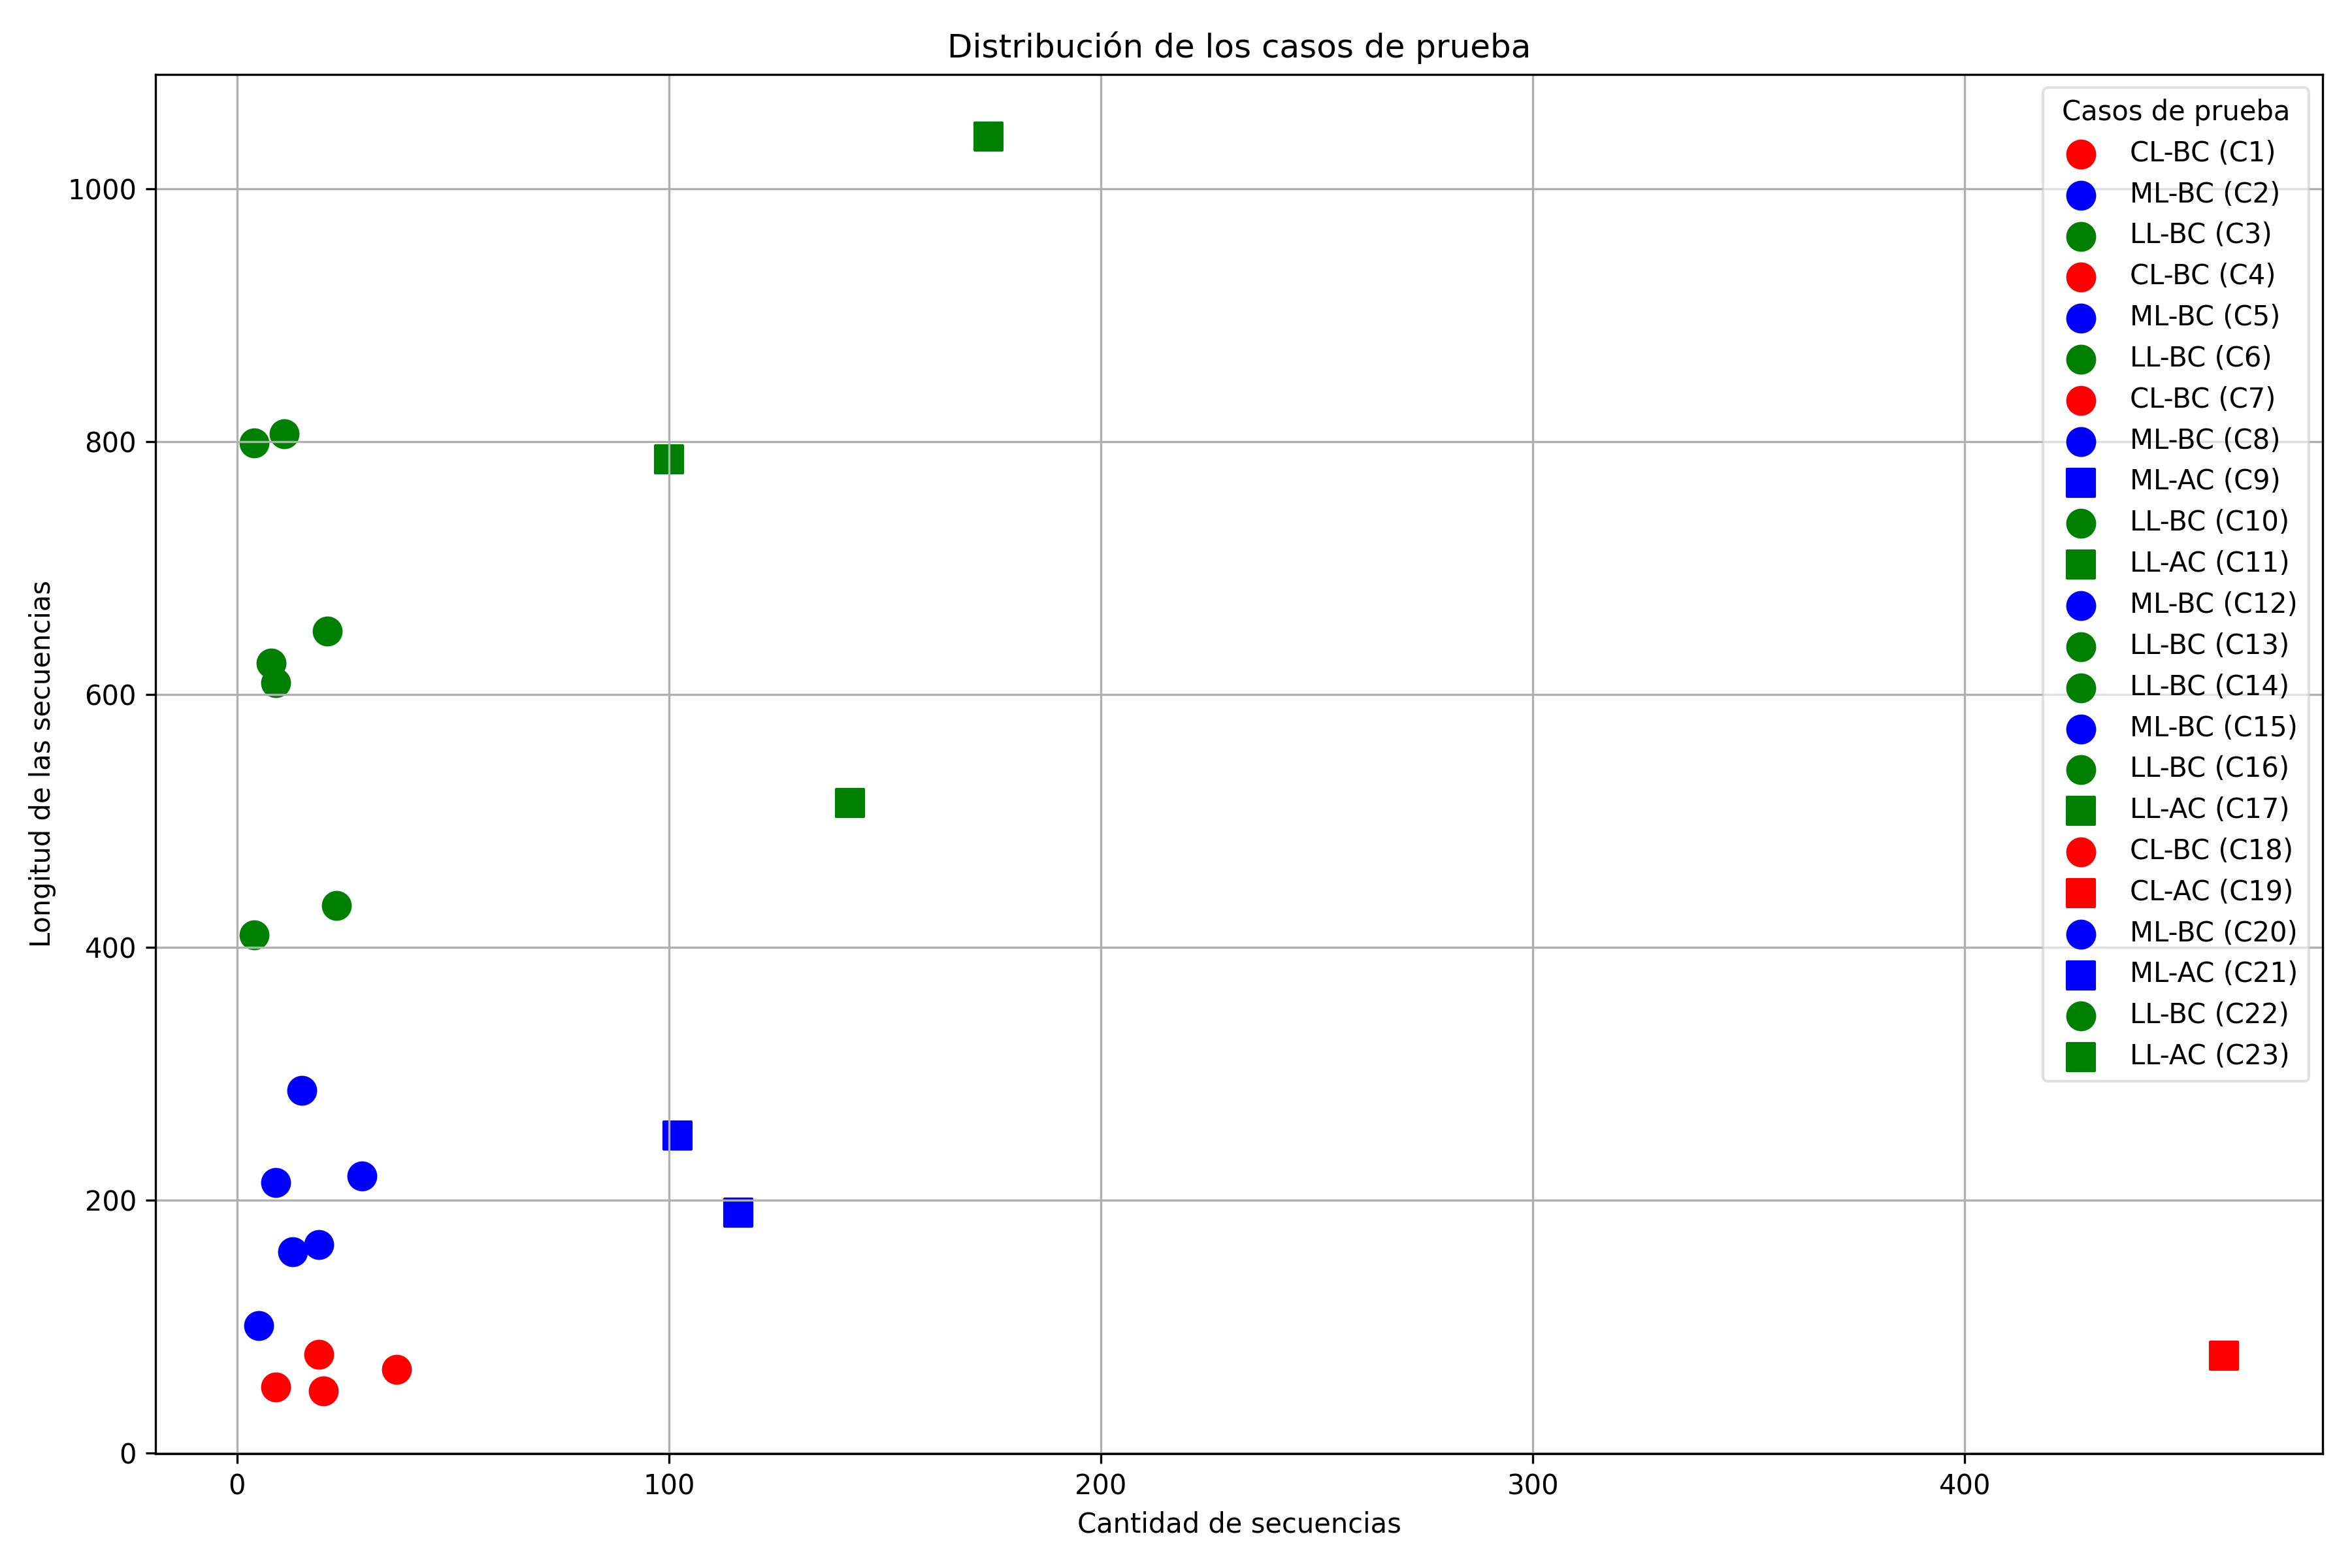 Distribución de los casos de prueba
Longitud de las secuencias
1000
800
600
400
200
0
0
100
200
300
400
Cantidad de secuencias
Casos de prueba
CL-BC (C1)
ML-BC (C2)
LL-BC (C3)
CL-BC (C4)
ML-BC (C5)
LL-BC (C6)
CL-BC (C7)
ML-BC (C8)
ML-AC (C9)
LL-BC (C10)
LL-AC (C11)
ML-BC (C12)
LL-BC (C13)
LL-BC (C14)
ML-BC (C15)
LL-BC (C16)
LL-AC (C17)
CL-BC (C18)
CL-AC (C19)
ML-BC (C20)
ML-AC (C21)
LL-BC (C22)
LL-AC (C23)